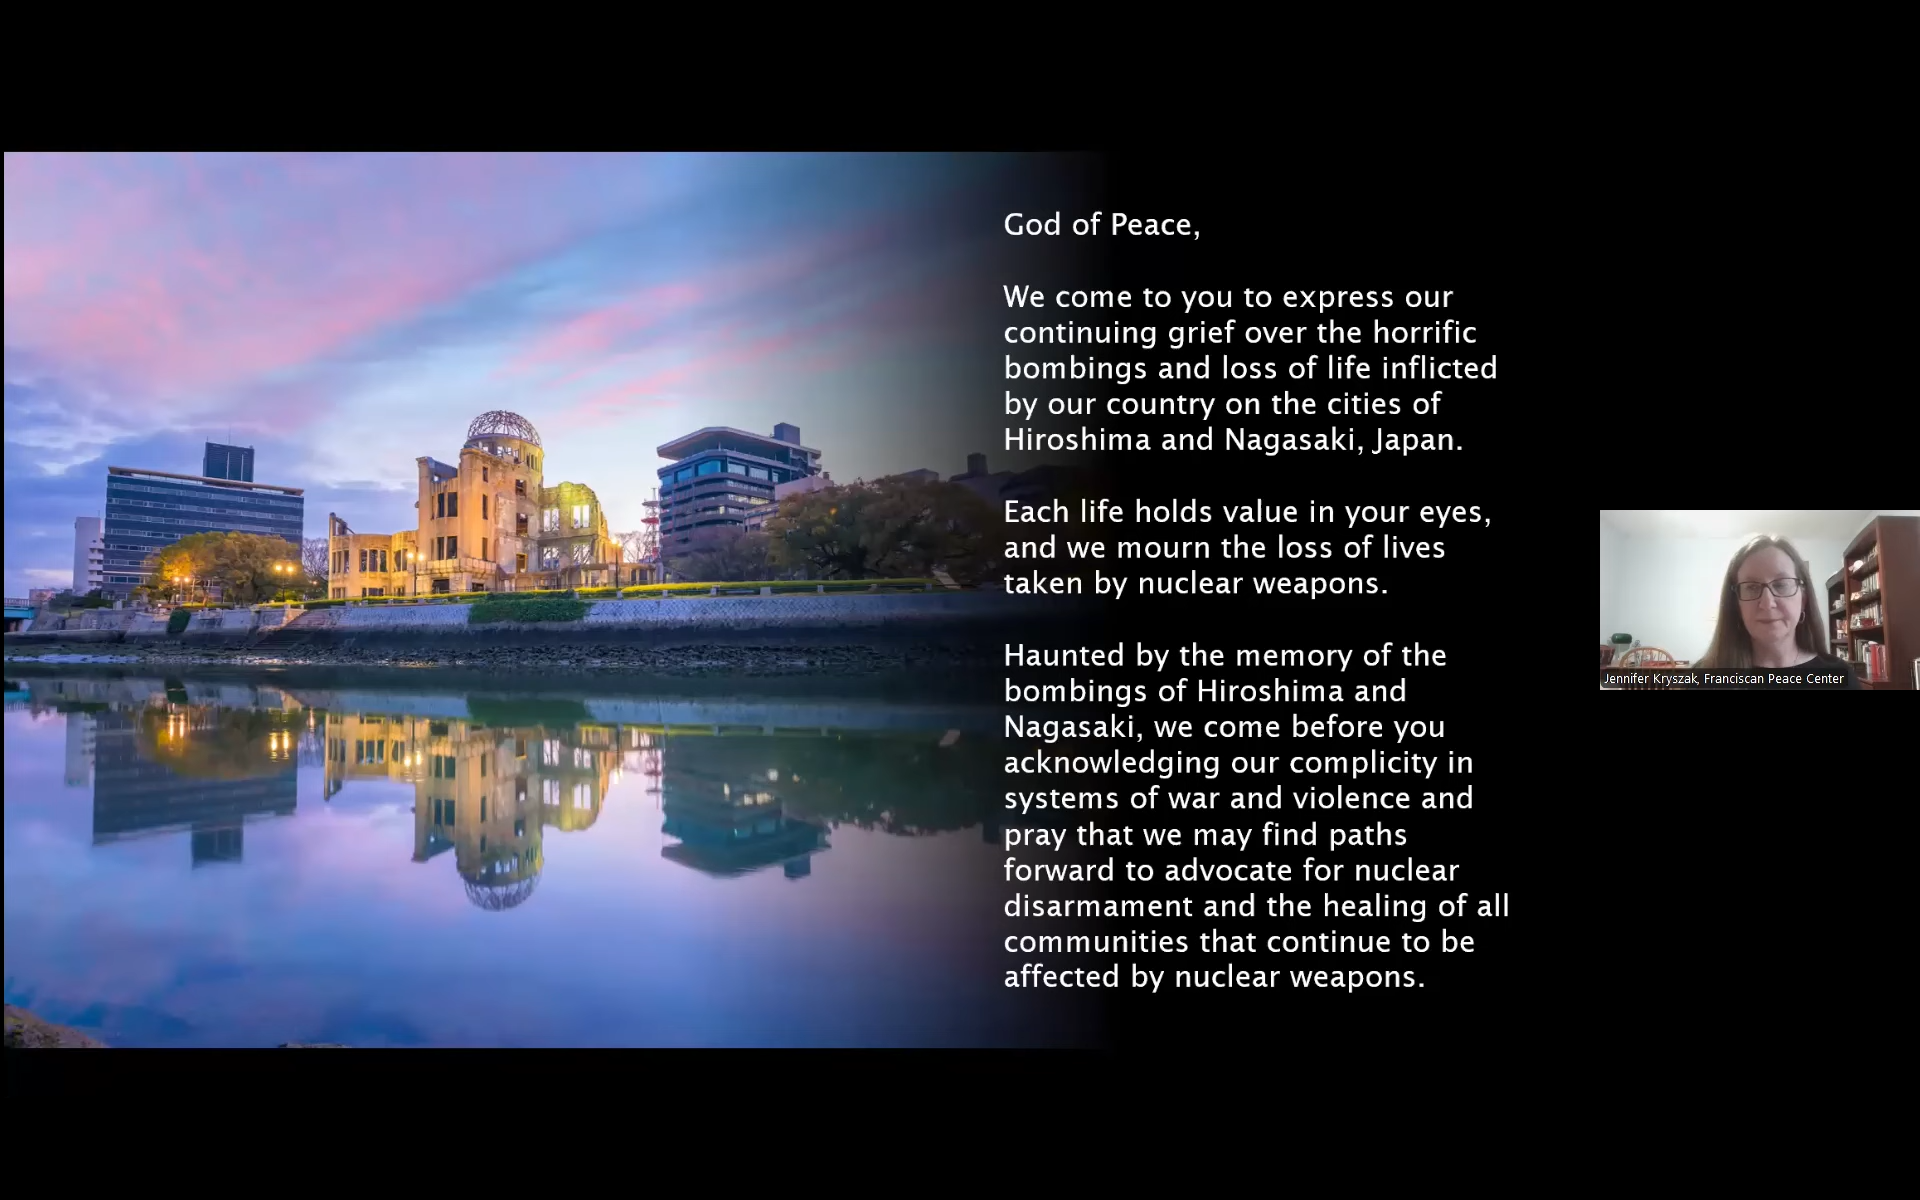 God of Peace,
We come to you to express our
continuing grief over the horrific
bombings and loss of life inflicted
by our country on the cities of
Hiroshima and Nagasaki, Japan.
Each life holds value in your eyes,
and we mourn the loss of lives
taken by nuclear weapons.
Haunted by the memory of the
bombings of Hiroshima and
Nagasaki, we come before you
acknowledging our complicity in
systems of war and violence and
pray that we may find paths
forward to advocate for nuclear
disarmament and the healing of all
communities that continue to be
affected by nuclear weapons.
Jennifer Kryszak, Franciscan Peace Center